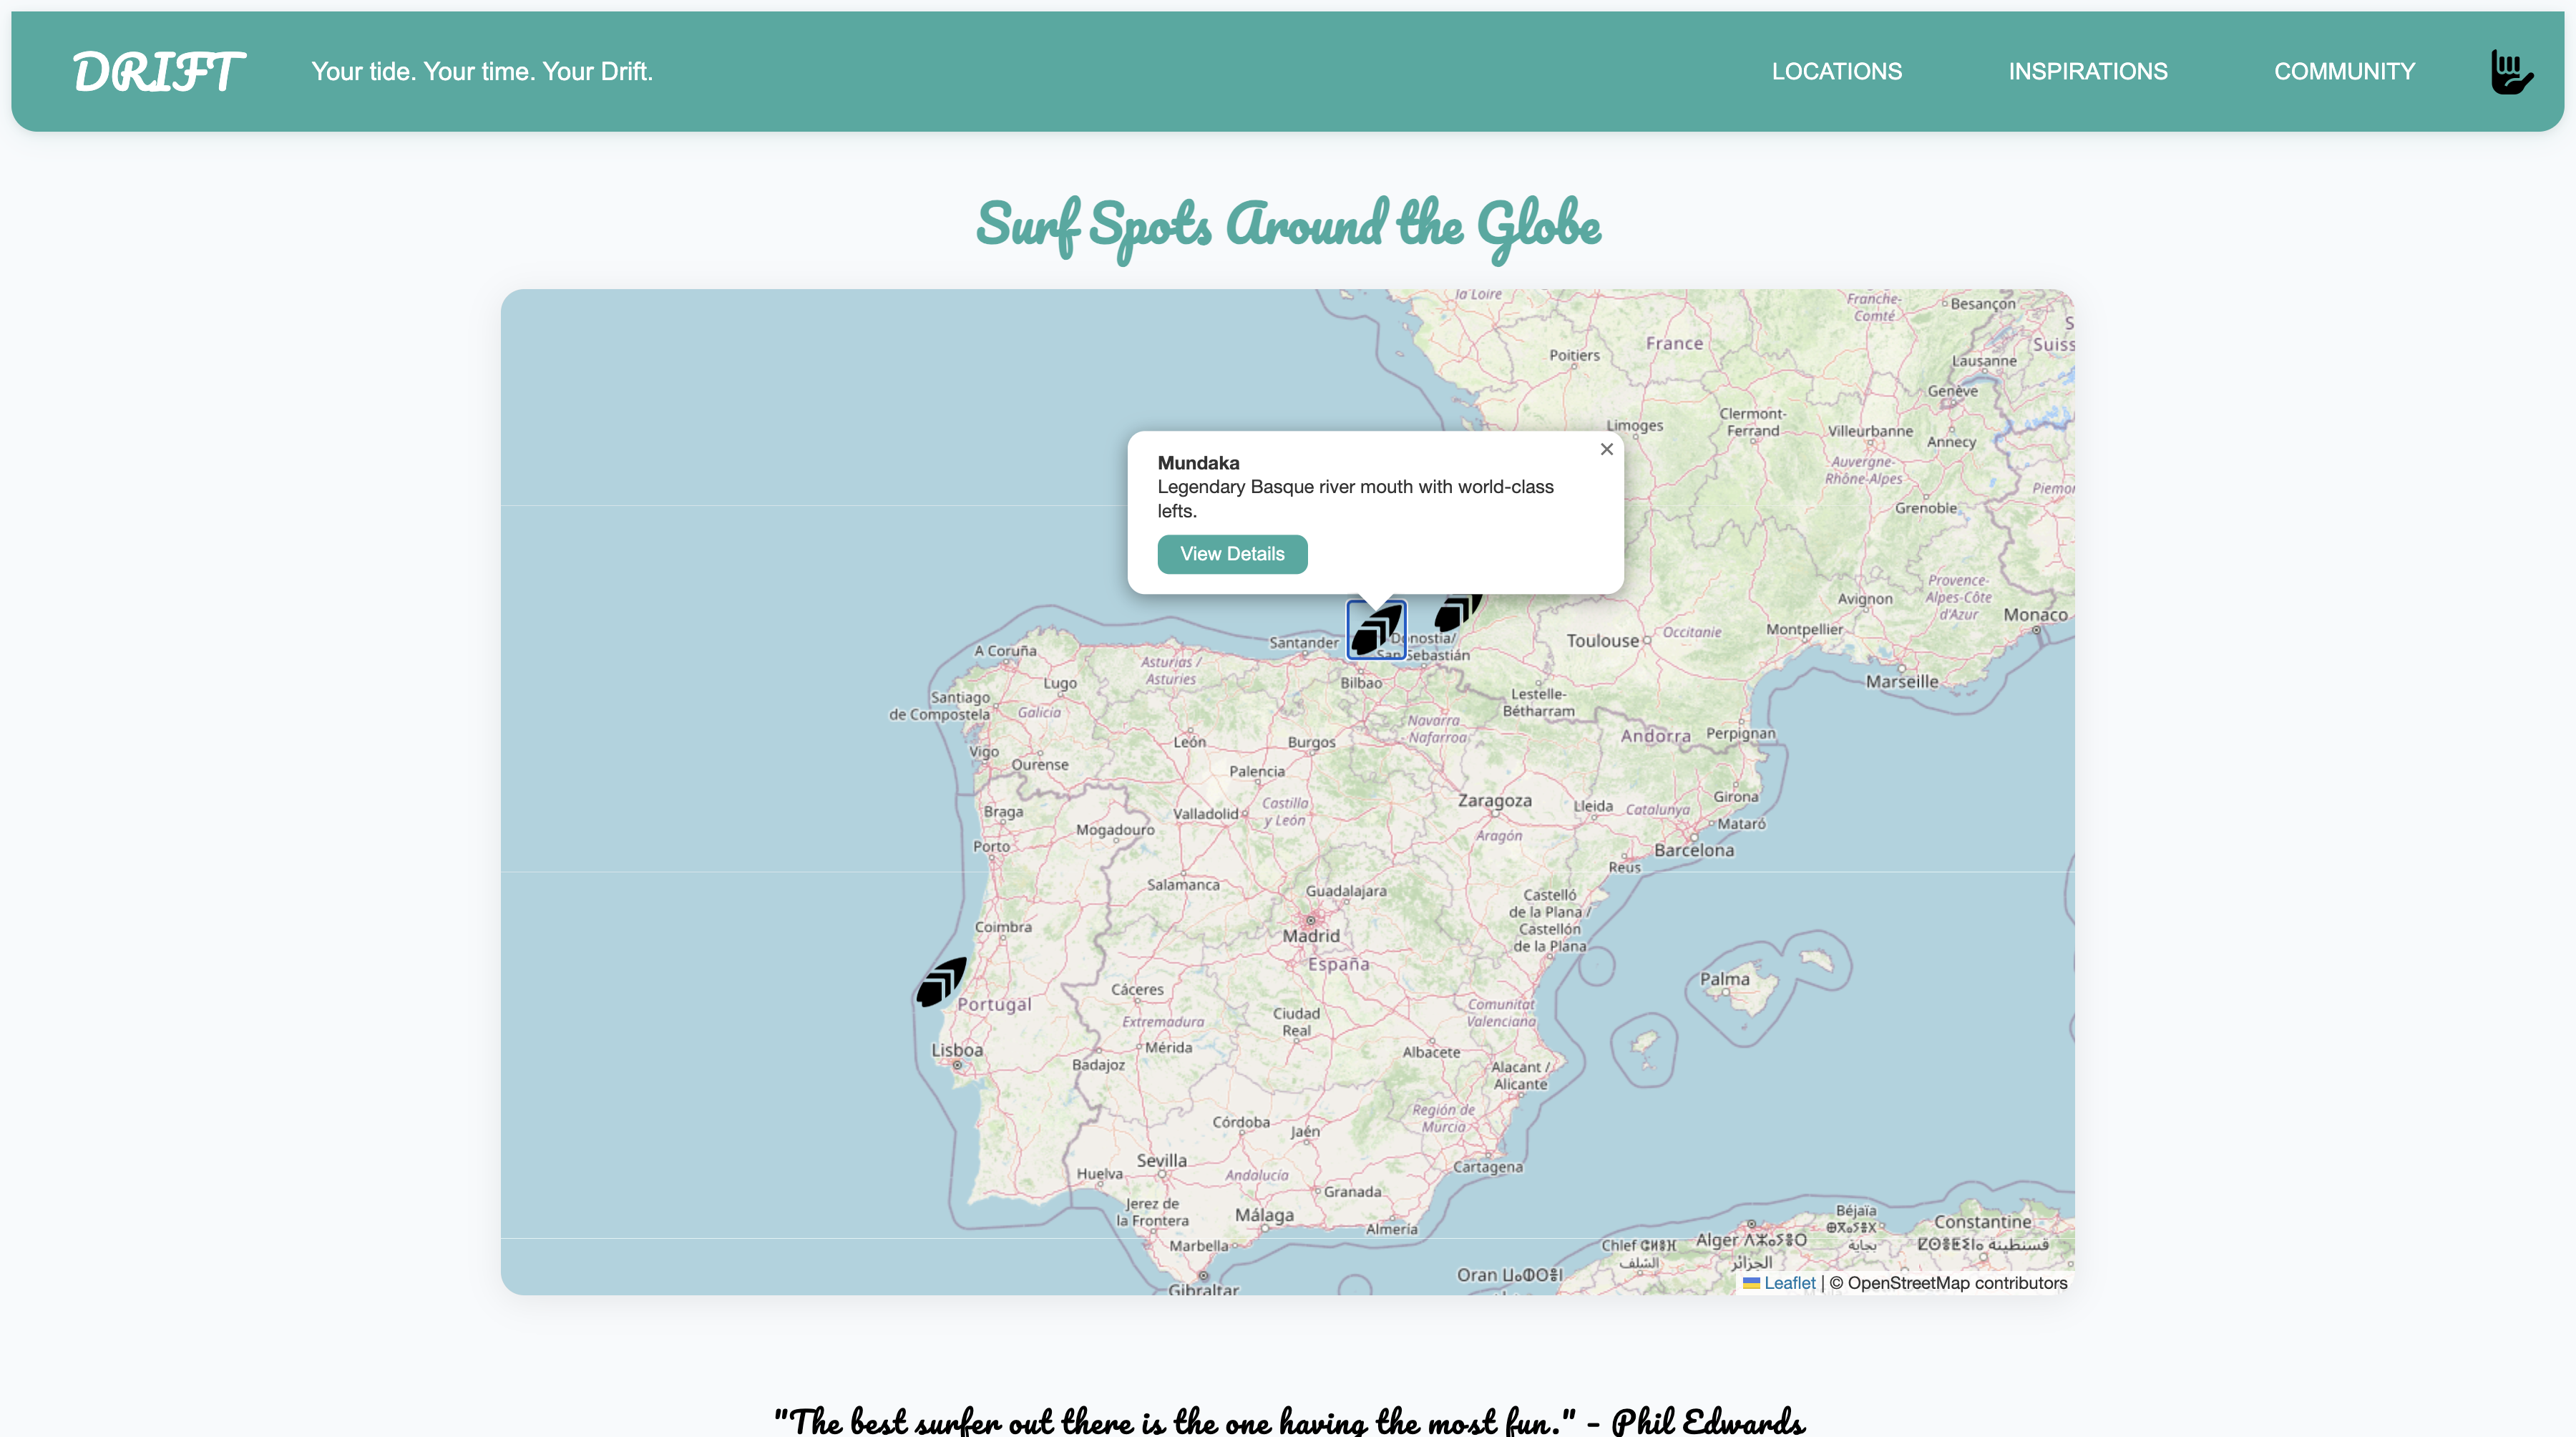 DRIFT
Your tide. Your time. Your Drift.
LOCATIONS
INSPIRATIONS
COMMUNITY
Surf Spots Around the Globe
la Loire
Franche-
Comté
Besançon
Suiss
Poitiers
France
Lausanne
Genève
Limoges
Clermont-
Ferrand
Villeurbanne
Annecy
Auvergne-
Rhône-Alpes
Grenoble
Mundaka
Legendary Basque river mouth with world-class
lefts.
View Details
×
Provence-
Alpes-Côte
d'Azur
Avignon
Monaco
Montpellier
Toulouse
Occitanie
Marseille
Santander
Donostia/
San Sebastián
Bilbao
A Coruña
Asturias /
Asturies
Lugo
Santiago
de Compostela
Galicia
Lestelle-
Bétharram
Navarra
- Nafarroa
Andorra
Perpignan
León
Burgos
Vigo
Ourense
Palencia
Girona
Zaragoza
Lleida
Catalunya
Castilla
y León
Valladolid
Braga
Mogadouro
Mataró
Aragón
Porto
Barcelona
Reus
Salamanca
Guadalajara
Castelló
de la Plana /
Castellón
de la Plana
Coimbra
Madrid
España
Palma
Cáceres
Portugal
Comunitat
Valenciana
Extremadura
Ciudad
Real
Lisboa
Mérida
Albacete
Badajoz
Alacant /
Alicante
Región de
Murcia
Córdoba
Jaén
Sevilla
Cartagena
Huelva
Andalucía
Granada
Jerez de
la Frontera
Málaga
Almería
Marbella
Gibraltar
Béjaïa
ⴱⴳⴰⵢⴻⵜ
بجاية
Constantine
قسنطينة
Chlef
الشلف
Alger
الجزائر
Oran
Leaflet | © OpenStreetMap contributors
"The best surfer out there is the one having the most fun." – Phil Edwards